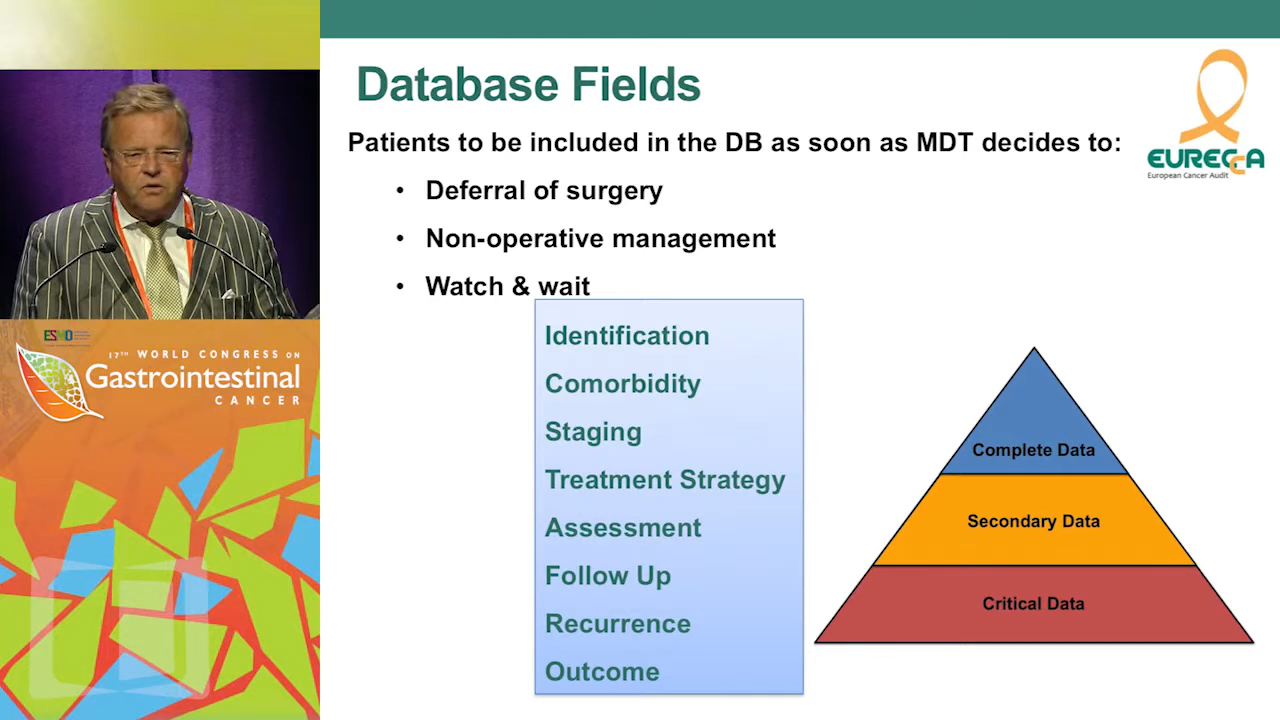 Database Fields
Patients to be included in the DB as soon as MDT decides to:
• Deferral of surgery
• Non-operative management
• Watch & wait
Identification
Comorbidity
Staging
Treatment Strategy
Assessment
Follow Up
Recurrence
Outcome
Complete Data
Secondary Data
Critical Data
EURECCA
European Cancer Audit
ESMO
17TH WORLD CONGRESS ON
Gastrointestinal
CANCER